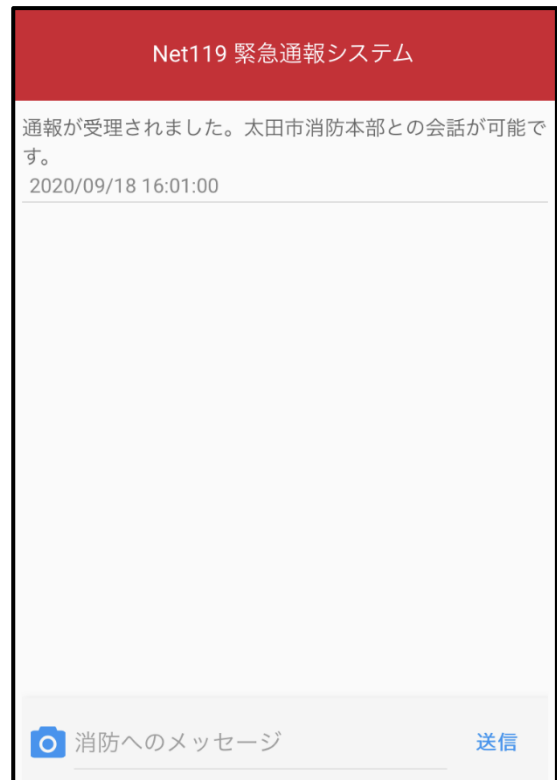 Net119 緊急通報システム
通報が受理されました。太田市消防本部との会話が可能で
す。
2020/09/18 16:01:00
消防へのメッセージ 送信